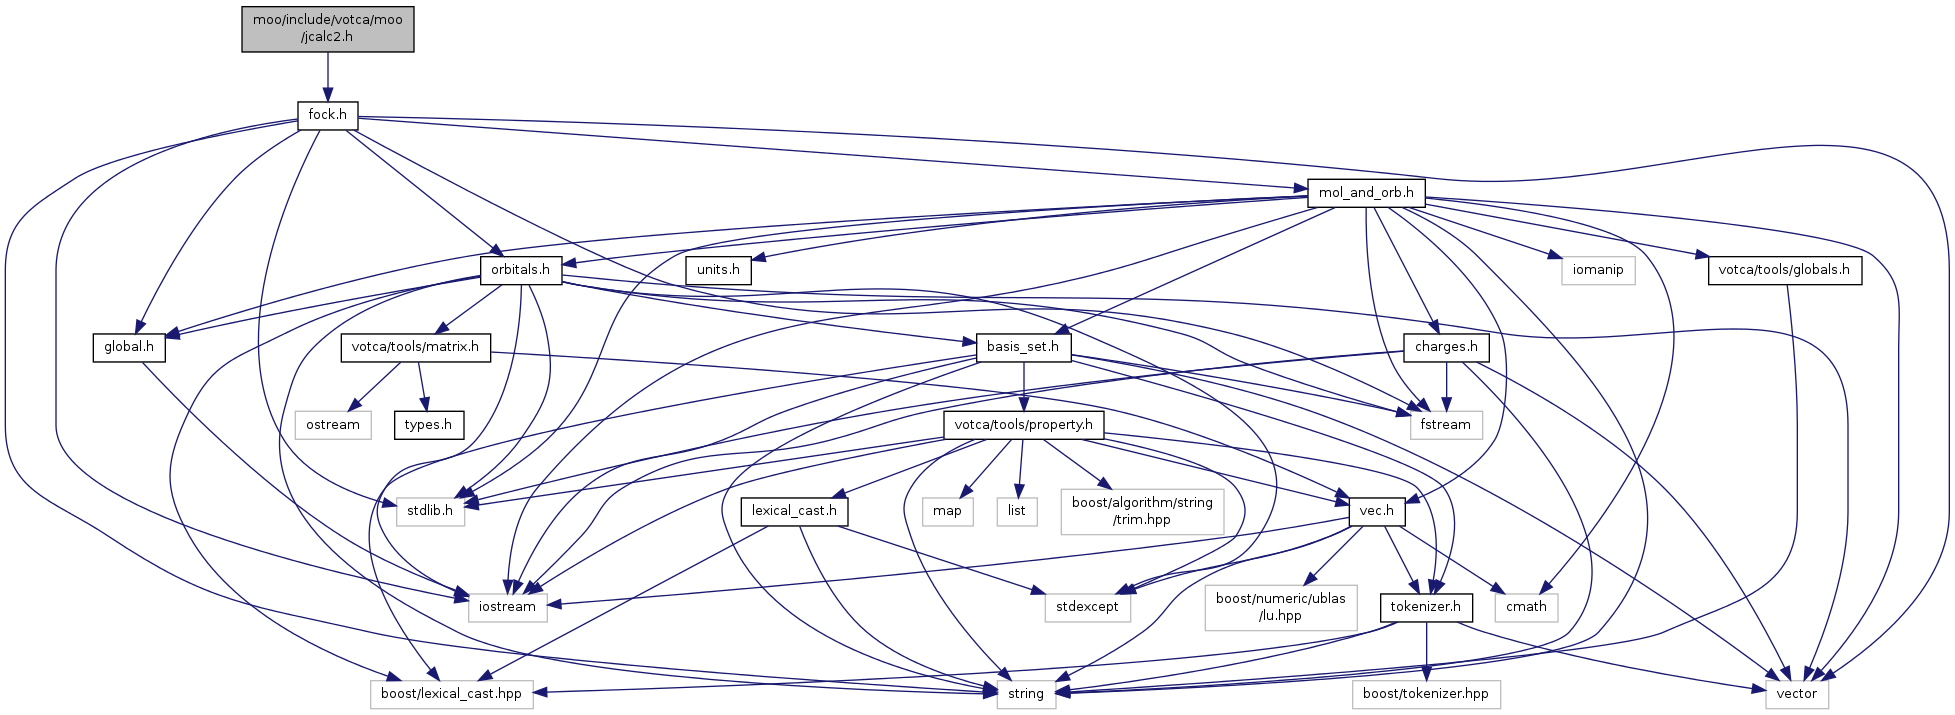 moo/include/votca/moo
/jcalc2.h
fock.h
mol_and_orb.h
orbitals.h
units.h
iomanip
votca/tools/globals.h
global.h
votca/tools/matrix.h
basis_set.h
charges.h
ostream
types.h
votca/tools/property.h
fstream
stdlib.h
lexical_cast.h
map
list
boost/algorithm/string
/trim.hpp
vec.h
iostream
stdexcept
boost/numeric/ublas
/lu.hpp
tokenizer.h
cmath
boost/lexical_cast.hpp
string
boost/tokenizer.hpp
vector